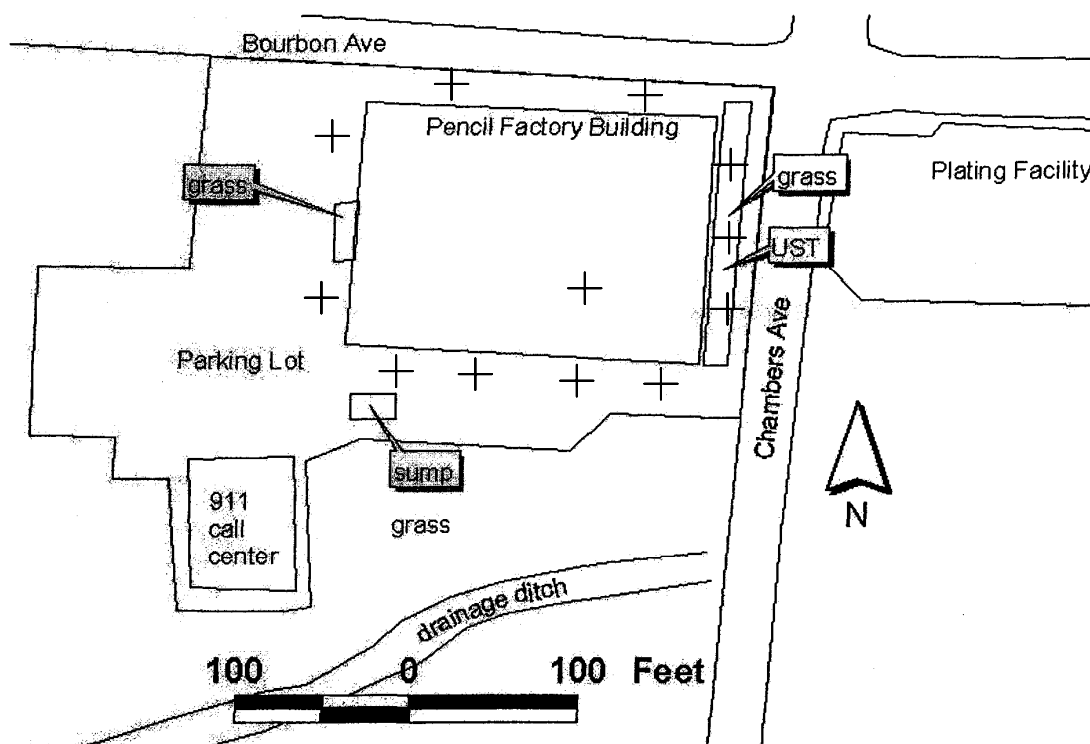 Bourbon Ave
Pencil Factory Building
grass
grass
Plating Facility
UST
Chambers Ave
Parking Lot
sump
911
call
center
grass
N
drainage ditch
100 0 100 Feet